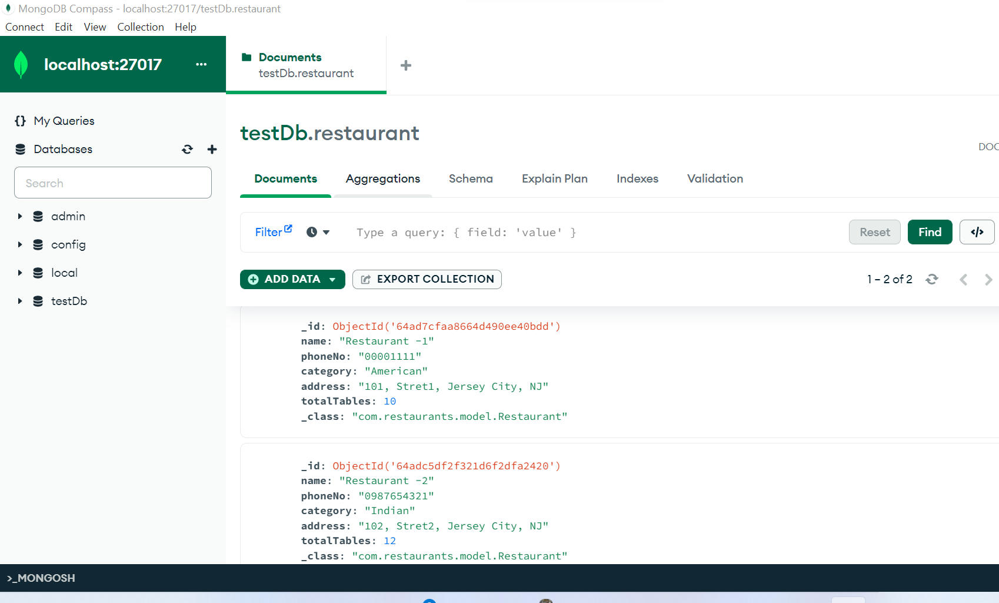 MongoDB Compass - localhost:27017/testDb.restaurant
Connect Edit View Collection Help
localhost:27017 ...
Documents
testDb.restaurant
+
{} My Queries
Databases
Search
admin
config
local
testDb
testDb.restaurant
DOC
Documents Aggregations Schema Explain Plan Indexes Validation
Filter Type a query: { field: 'value' } Reset Find </>
ADD DATA EXPORT COLLECTION 1 – 2 of 2
_id: ObjectId('64ad7cfaa8664d490ee40bdd')
name: "Restaurant -1"
phoneNo: "00001111"
category: "American"
address: "101, Stret1, Jersey City, NJ"
totalTables: 10
_class: "com.restaurants.model.Restaurant"
_id: ObjectId('64adc5df2f321d6f2dfa2420')
name: "Restaurant -2"
phoneNo: "0987654321"
category: "Indian"
address: "102, Stret2, Jersey City, NJ"
totalTables: 12
_class: "com.restaurants.model.Restaurant"
>_MONGOSH